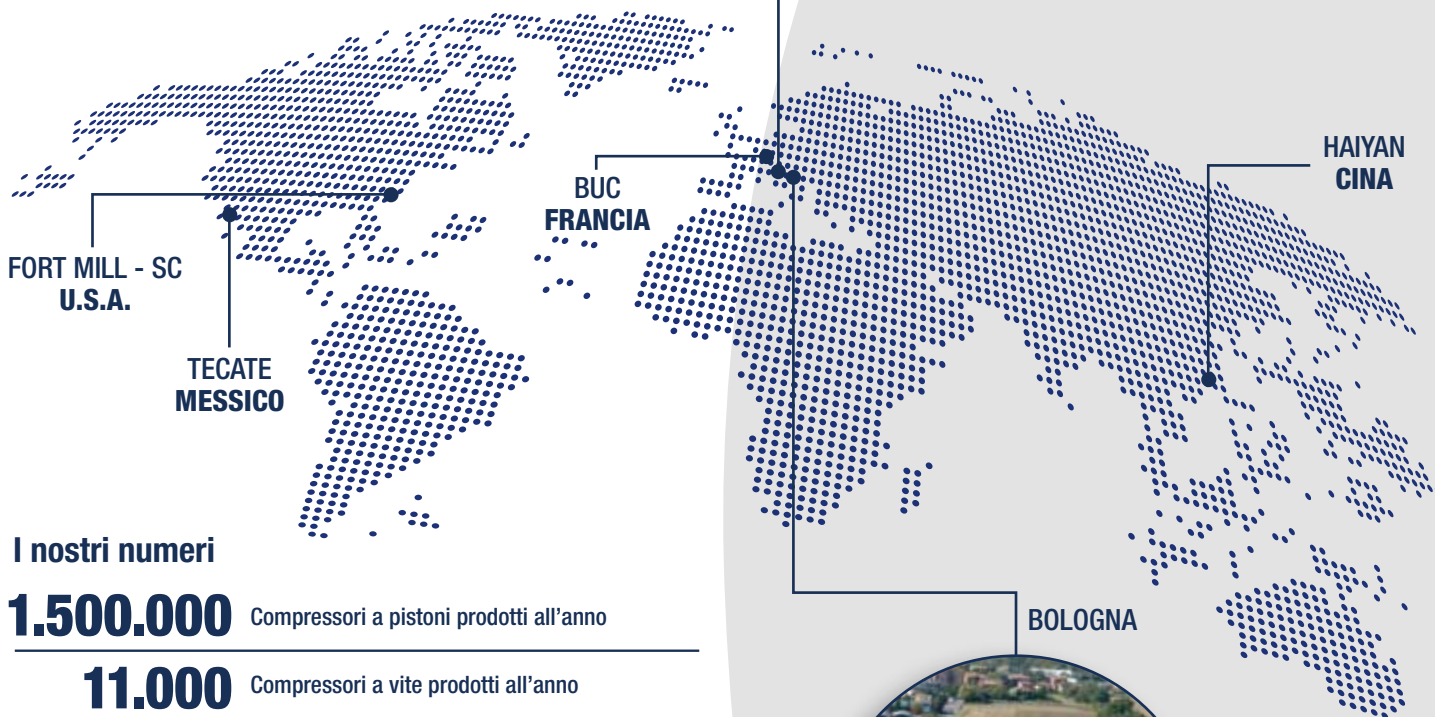 HAIYAN
CINA
BUC
FRANCIA
FORT MILL - SC
U.S.A.
TECATE
MESSICO
I nostri numeri
1.500.000 Compressori a pistoni prodotti all'anno
BOLOGNA
11.000 Compressori a vite prodotti all'anno